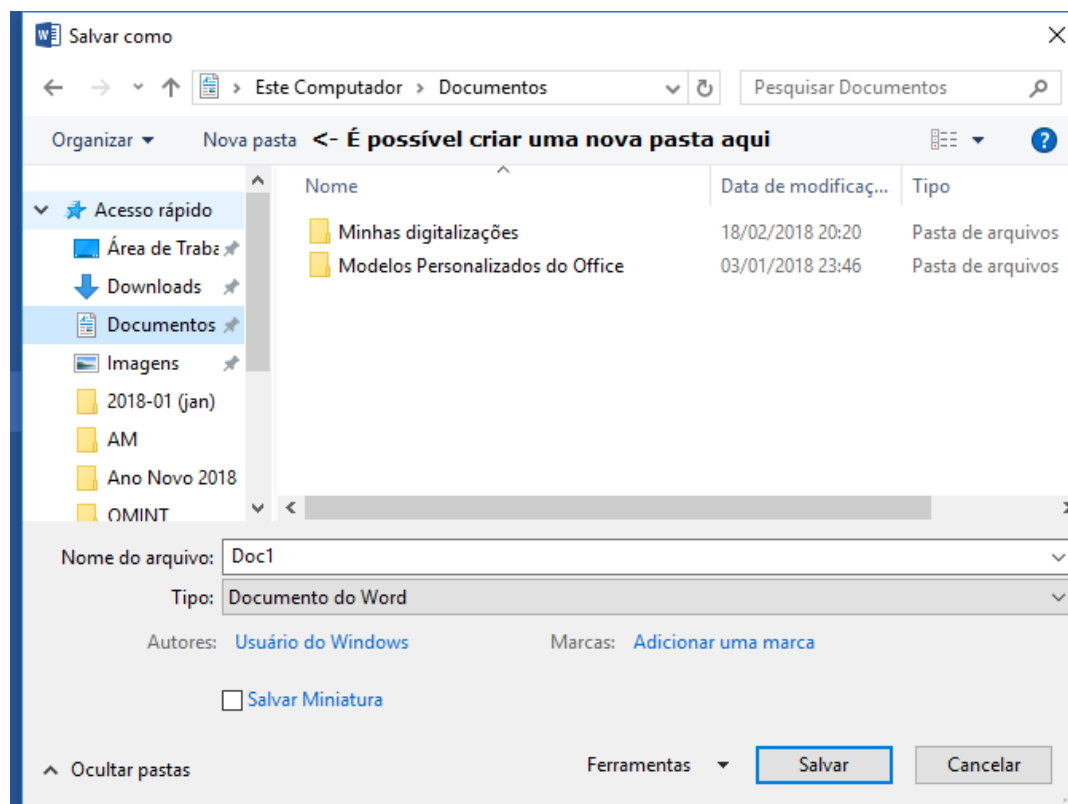 Salvar como
Este Computador > Documentos
Pesquisar Documentos
Organizar
Nova pasta <- É possível criar uma nova pasta aqui
Nome
Data de modificaç...
Tipo
Acesso rápido
Área de Traba
Downloads
Documentos
Imagens
2018-01 (jan)
AM
Ano Novo 2018
OMINT
Minhas digitalizações 18/02/2018 20:20 Pasta de arquivos
Modelos Personalizados do Office 03/01/2018 23:46 Pasta de arquivos
Nome do arquivo: Doc1
Tipo: Documento do Word
Autores: Usuário do Windows Marcas: Adicionar uma marca
Salvar Miniatura
Ocultar pastas Ferramentas Salvar Cancelar